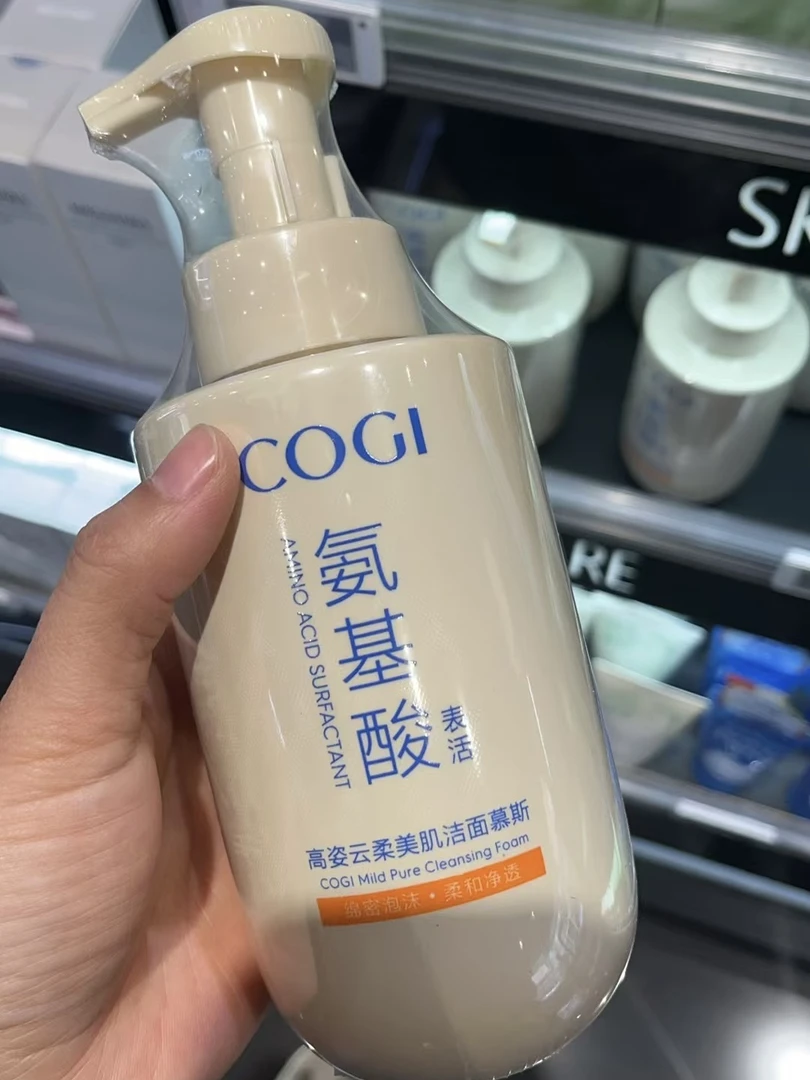 COGI
氨基酸
表活
AMINO ACID SURFACTANT
高姿云柔美肌洁面慕斯
COGI Mild Pure Cleansing Foam
绵密泡沫·柔和净透
SK
RE